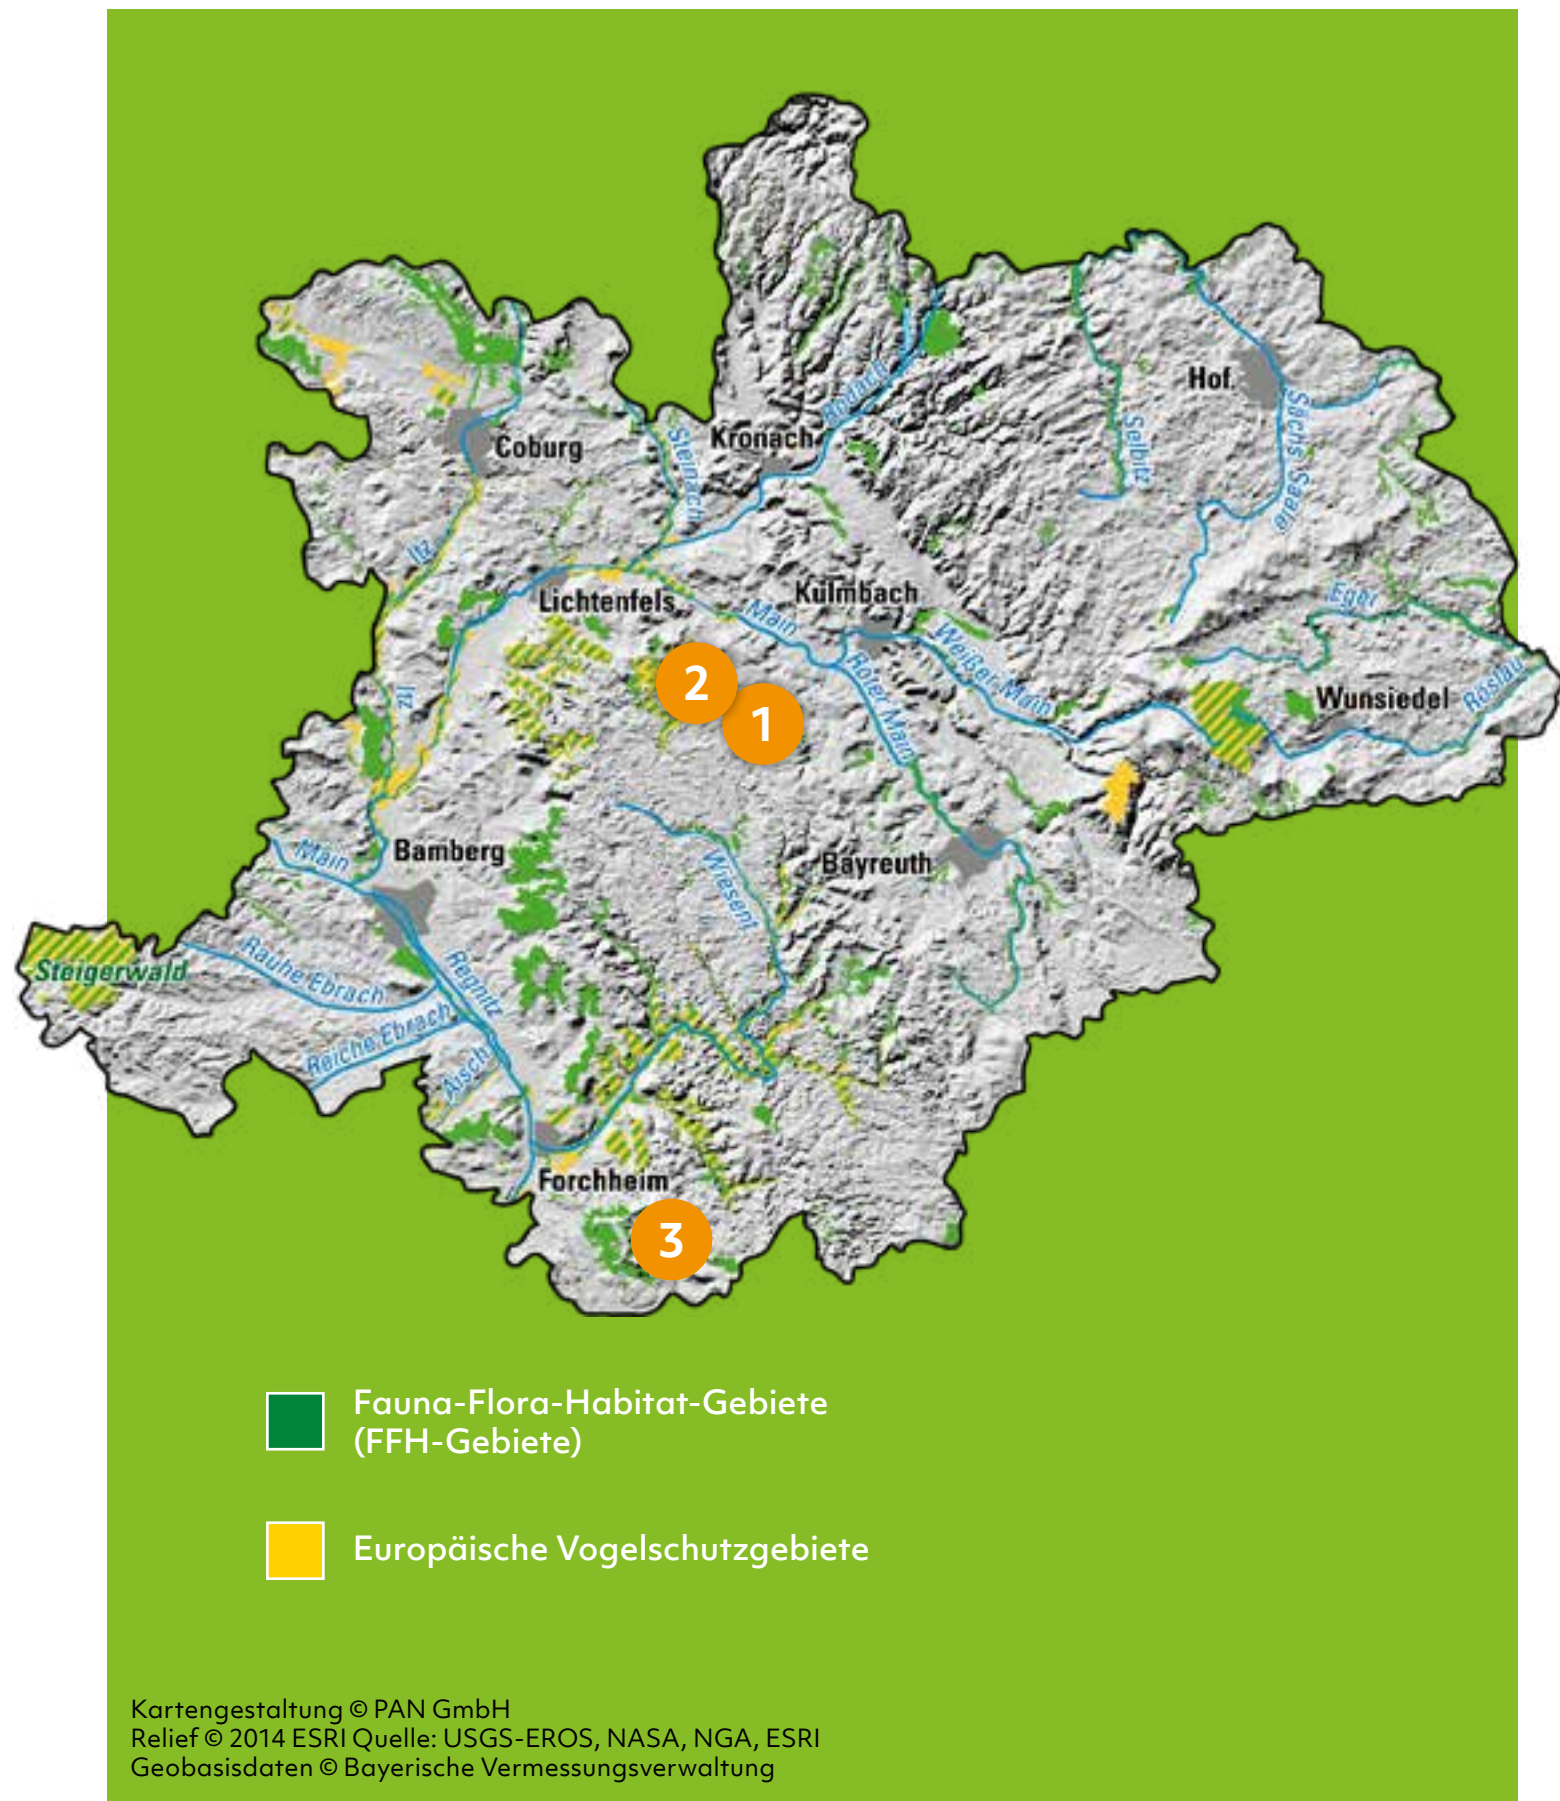 Hof
Selbitz
Sächs Saale
Rodach
Kronach
Steinach
Coburg
Itz
Lichtenfels
Main
Kulmbach
Weißer Main
Roter Main
Eger
Wunsiedel
Röslau
2
1
Itz
Bamberg
Main
Bayreuth
Wiesent
Steigerwald
Rauhe Ebrach
Regnitz
Reiche Ebrach
Aisch
Forchheim
3
Fauna-Flora-Habitat-Gebiete
(FFH-Gebiete)
Europäische Vogelschutzgebiete
Kartengestaltung © PAN GmbH
Relief © 2014 ESRI Quelle: USGS-EROS, NASA, NGA, ESRI
Geobasisdaten © Bayerische Vermessungsverwaltung